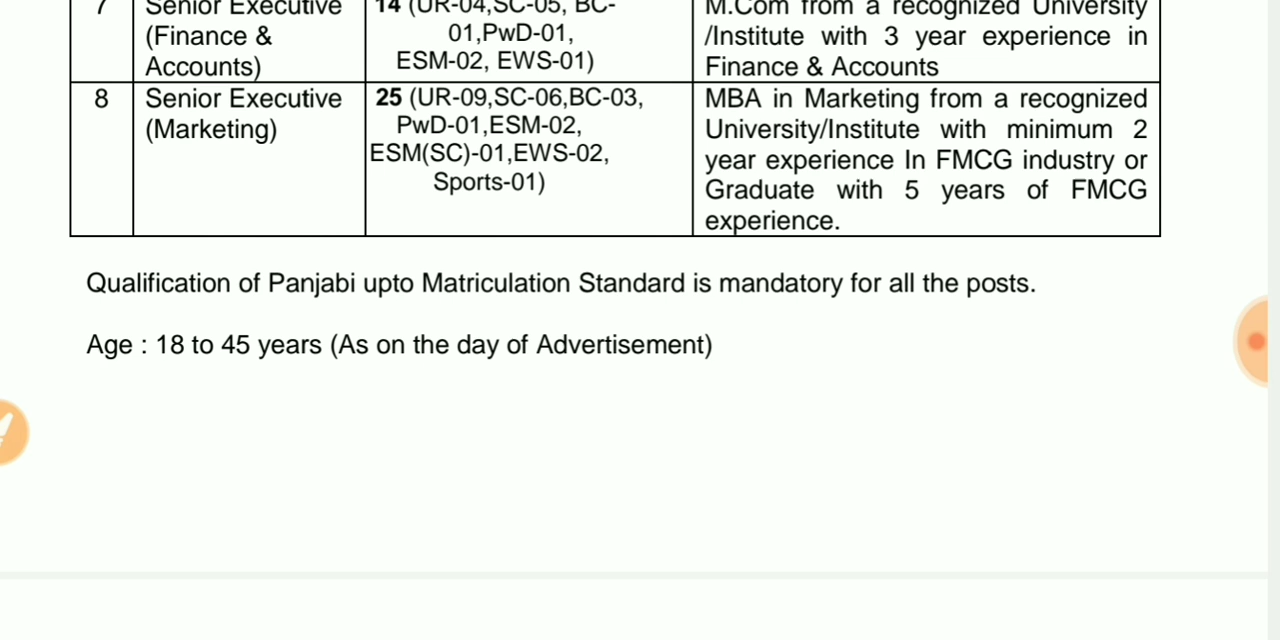 7
Senior Executive
(Finance &
Accounts)
14 (UR-04,SC-05, BC-
01,PwD-01,
ESM-02, EWS-01)
M.Com from a recognized University
/Institute with 3 year experience in
Finance & Accounts
8
Senior Executive
(Marketing)
25 (UR-09,SC-06,BC-03,
PwD-01,ESM-02,
ESM(SC)-01,EWS-02,
Sports-01)
MBA in Marketing from a recognized
University/Institute with minimum 2
year experience In FMCG industry or
Graduate with 5 years of FMCG
experience.
Qualification of Panjabi upto Matriculation Standard is mandatory for all the posts.
Age : 18 to 45 years (As on the day of Advertisement)